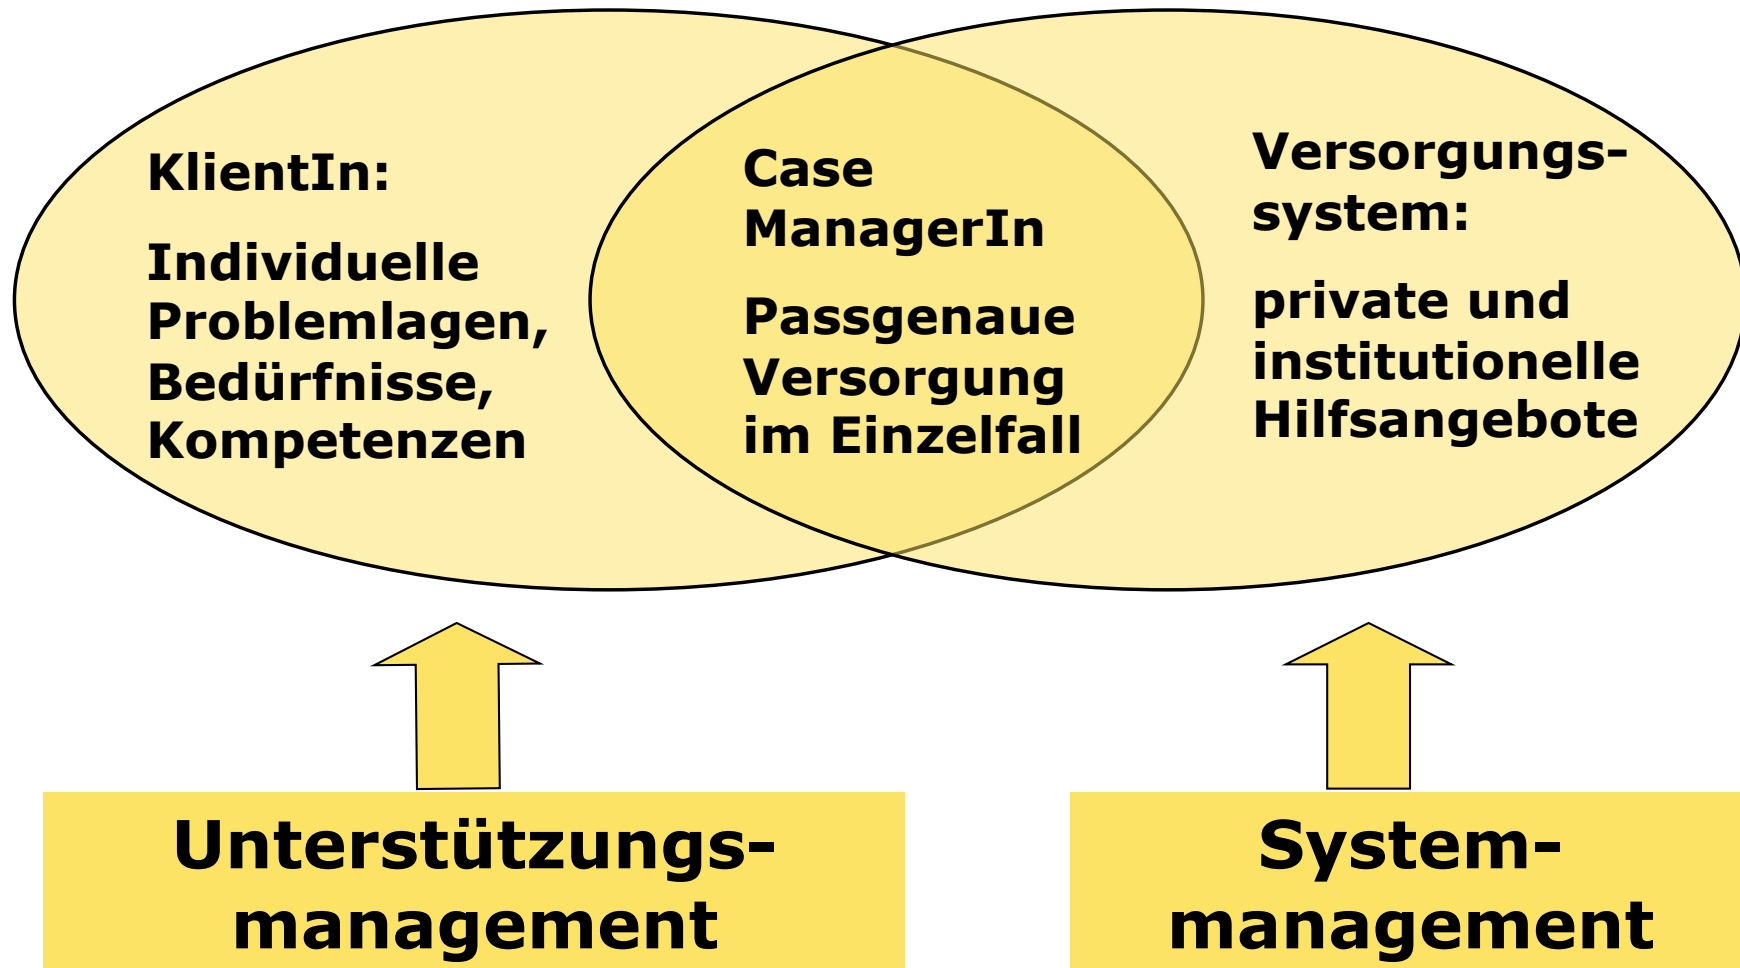 KlientIn:
Individuelle
Problemlagen,
Bedürfnisse,
Kompetenzen
Case
ManagerIn
Passgenaue
Versorgung
im Einzelfall
Versorgungs-
system:
private und
institutionelle
Hilfsangebote
Unterstützungs-
management
System-
management